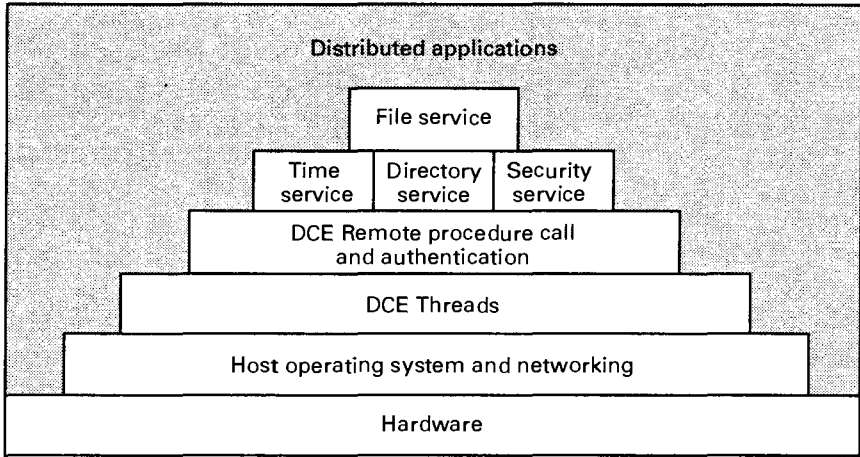 Distributed applications
File service
Time service
Directory service
Security service
DCE Remote procedure call
and authentication
DCE Threads
Host operating system and networking
Hardware